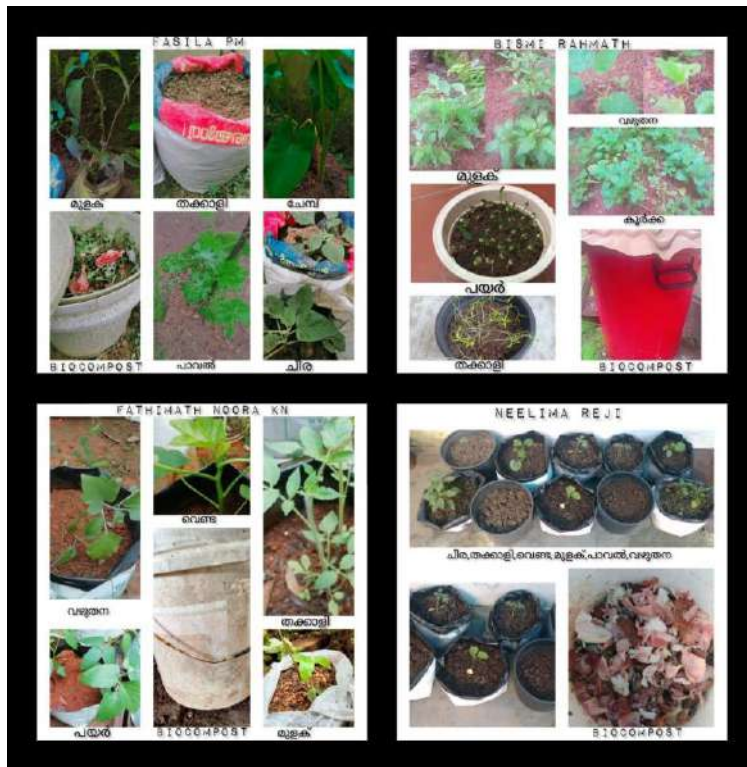 FASILA PM
മുളക്
തക്കാളി
ചേമ്പ്
BIOCOMPOST
പാവൽ
ചീര
BISMI RAHMATH
മുളക്
വഴുതന
കൂർക്ക
പയർ
തക്കാളി
BIOCOMPOST
FATHIMATH NOORA KN
വഴുതന
വെണ്ട
തക്കാളി
പയർ
BIOCOMPOST
മുളക്
NEELIMA REJI
ചീര,തക്കാളി,വെണ്ട,മുളക്,പാവൽ,വഴുതന
BIOCOMPOST